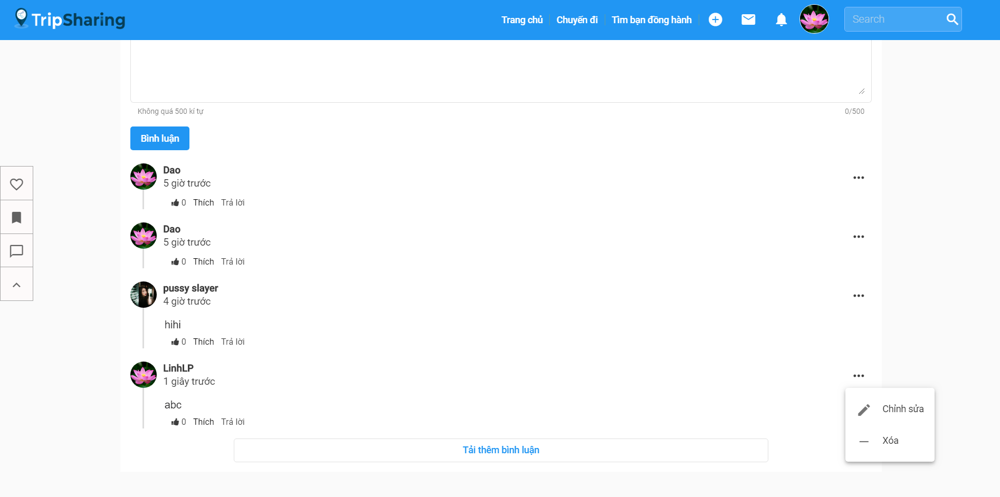 TripSharing
Trang chủ
Chuyến đi
Tìm bạn đồng hành
Search
Không quá 500 kí tự
0/500
Bình luận
Dao
5 giờ trước
0 Thích Trả lời
Dao
5 giờ trước
0 Thích Trả lời
pussy slayer
4 giờ trước
hihi
0 Thích Trả lời
LinhLP
1 giây trước
abc
0 Thích Trả lời
Chỉnh sửa
Xóa
Tải thêm bình luận